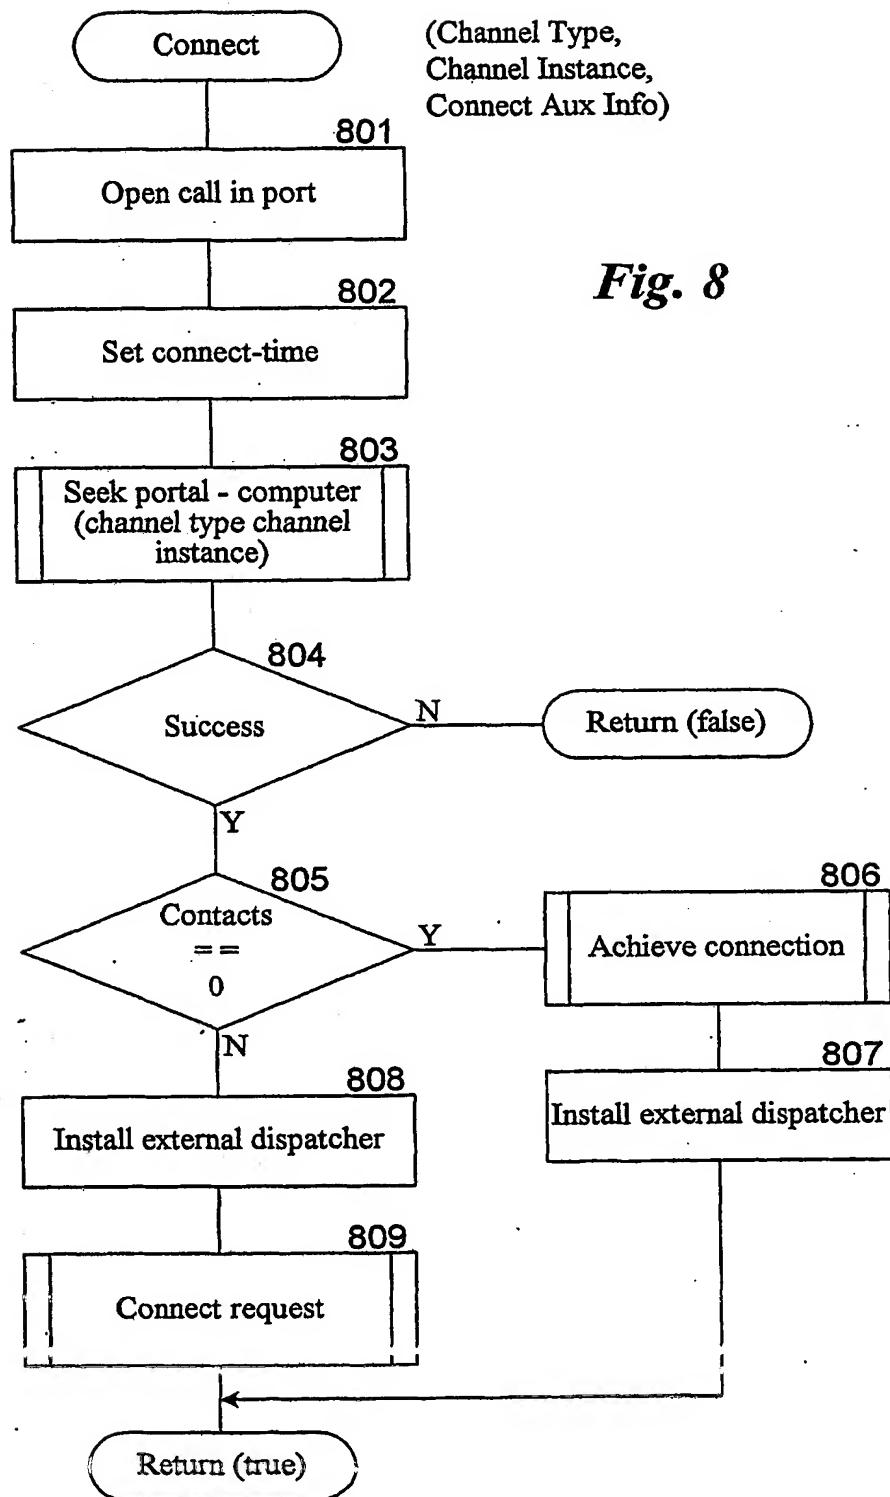 Connect
(Channel Type,
Channel Instance,
Connect Aux Info)
801
Open call in port
Fig. 8
802
Set connect-time
803
Seek portal - computer
(channel type channel
instance)
804
Success
N
Return (false)
Y
805
Contacts
==
0
Y
806
Achieve connection
N
807
Install external dispatcher
808
Install external dispatcher
809
Connect request
Return (true)